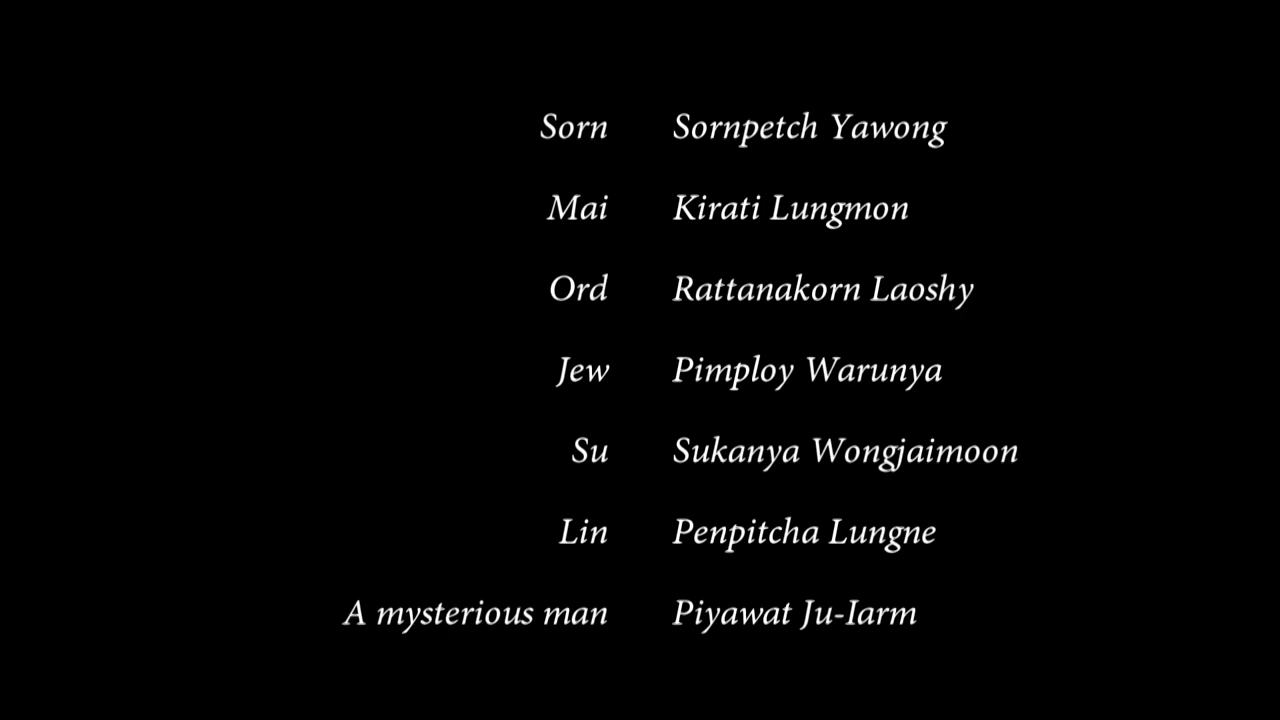 Sorn Sornpetch Yawong
Mai Kirati Lungmon
Ord Rattanakorn Laoshy
Jew Pimploy Warunya
Su Sukanya Wongjaimoon
Lin Penpitcha Lungne
A mysterious man Piyawat Ju-Iarm